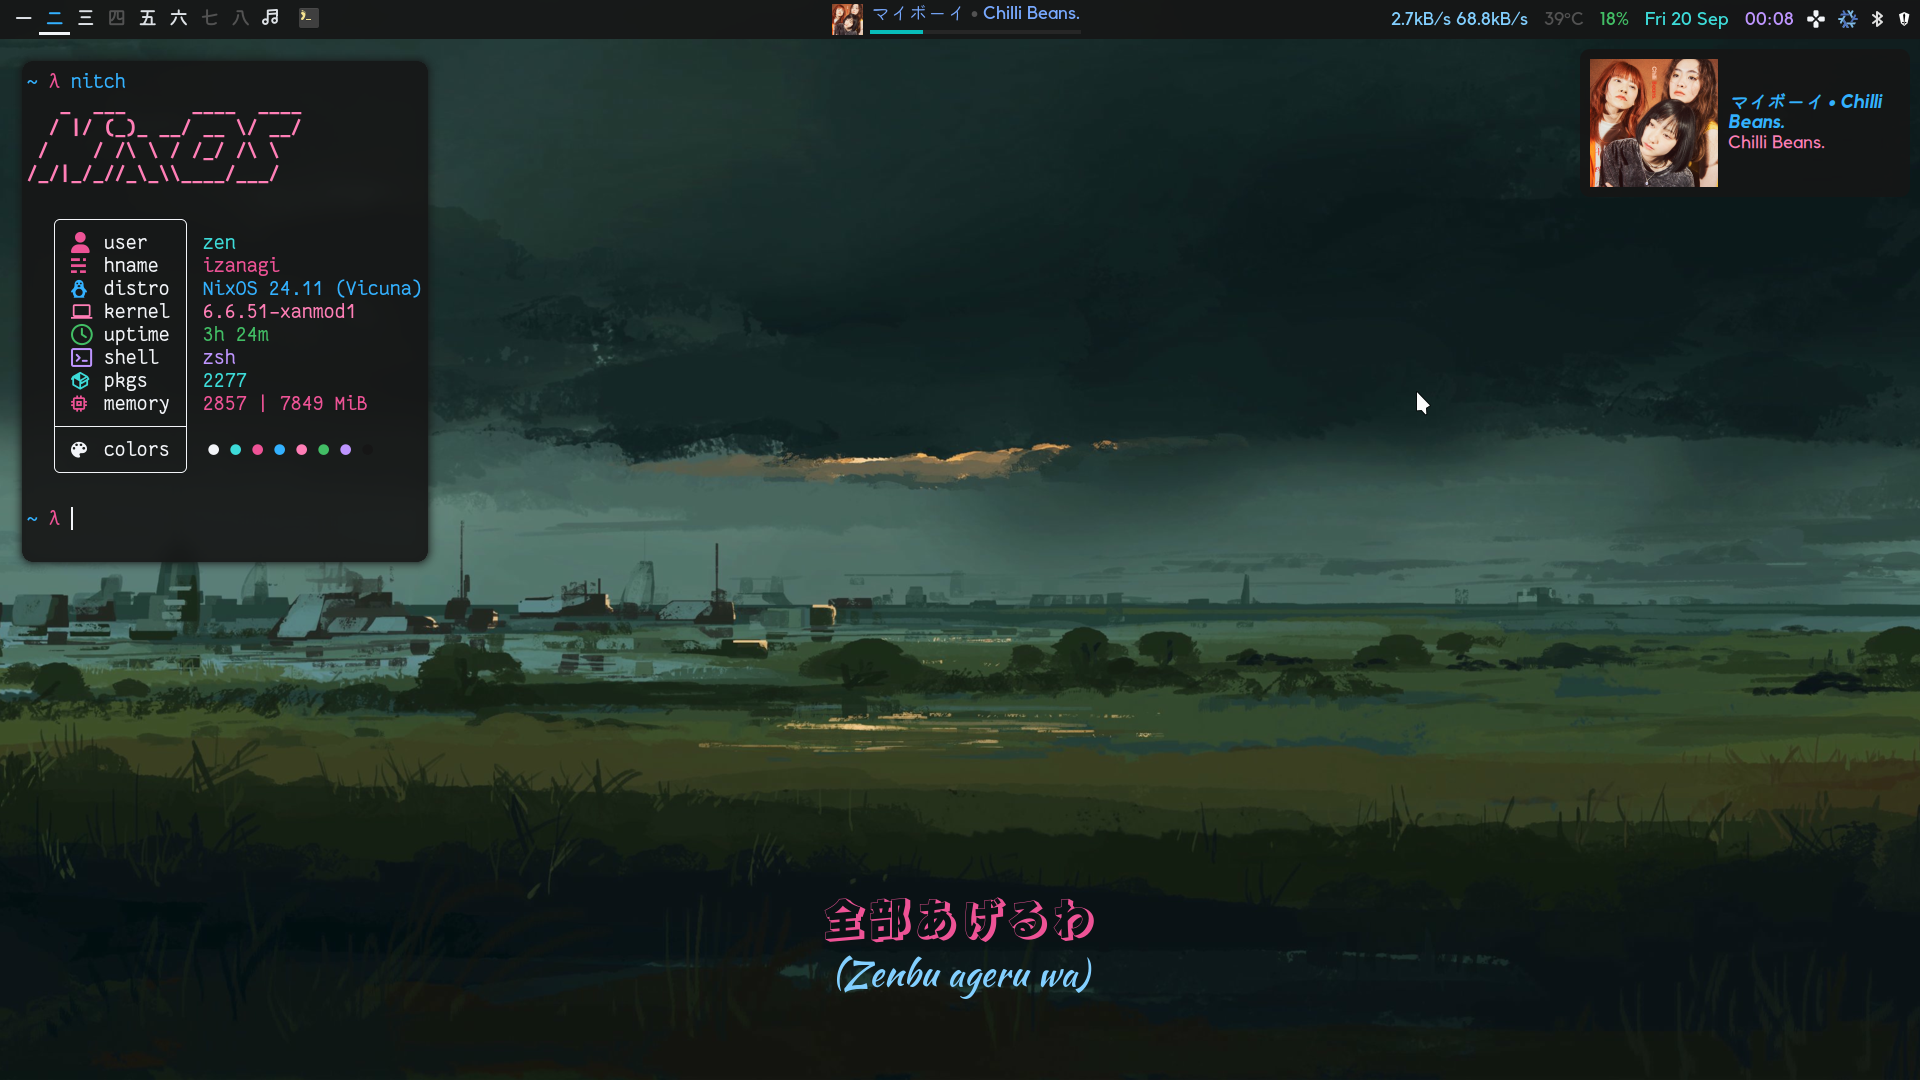 一 二 三 四 五 六 七 八
マイボーイ • Chilli Beans.
2.7kB/s 68.8kB/s 39°C 18% Fri 20 Sep 00:08
~ λ nitch
user zen
hname izanagi
distro NixOS 24.11 (Vicuna)
kernel 6.6.51-xanmod1
uptime 3h 24m
shell zsh
pkgs 2277
memory 2857 | 7849 MiB
colors
~ λ
マイボーイ • Chilli
Beans.
Chilli Beans.
全部あげるわ
(Zenbu ageru wa)